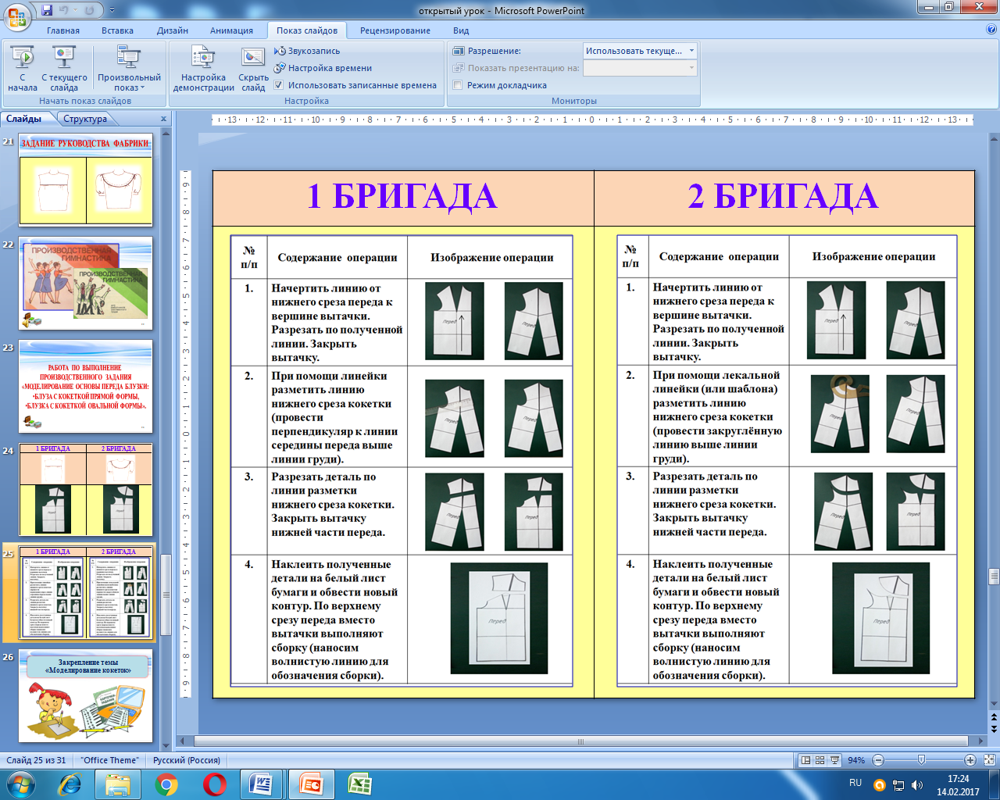 открытый урок - Microsoft PowerPoint
Главная
Вставка
Дизайн
Анимация
Показ слайдов
Рецензирование
Вид
С начала
С текущего слайда
Произвольный показ
Начать показ слайдов
Настройка демонстрации
Скрыть слайд
Звукозапись
Настройка времени
Использовать записанные времена
Настройка
Разрешение:
Использовать текуще...
Показать презентацию на:
Режим докладчика
Мониторы
Слайды
Структура
21
ЗАДАНИЕ РУКОВОДСТВА ФАБРИКИ
22
ПРОИЗВОДСТВЕННАЯ
ГИМНАСТИКА
ПРОИЗВОДСТВЕННАЯ
ГИМНАСТИКА
23
РАБОТА ПО ВЫПОЛНЕНИЕ
ПРОИЗВОДСТВЕННОГО ЗАДАНИЯ
«МОДЕЛИРОВАНИЕ ОСНОВЫ ПЕРЕДА БЛУЗКИ:
•БЛУЗА С КОКЕТКОЙ ПРЯМОЙ ФОРМЫ,
•БЛУЗКА С КОКЕТКОЙ ОВАЛЬНОЙ ФОРМЫ».
24
1 БРИГАДА
2 БРИГАДА
25
1 БРИГАДА
2 БРИГАДА
26
Закрепление темы
«Моделирование кокеток»
1 БРИГАДА
№
п/п
Содержание операции
Изображение операции
1.
Начертить линию от
нижнего среза переда к
вершине вытачки.
Разрезать по полученной
линии. Закрыть
вытачку.
Перед
Перед
2.
При помощи линейки
разметить линию
нижнего среза кокетки
(провести
перпендикуляр к линии
середины переда выше
линии груди).
Перед
Перед
3.
Разрезать деталь по
линии разметки
нижнего среза кокетки.
Закрыть вытачку
нижней части переда.
Перед
Перед
4.
Наклеить полученные
детали на белый лист
бумаги и обвести новый
контур. По верхнему
срезу переда вместо
вытачки выполняют
сборку (наносим
волнистую линию для
обозначения сборки).
Перед
2 БРИГАДА
№
п/п
Содержание операции
Изображение операции
1.
Начертить линию от
нижнего среза переда к
вершине вытачки.
Разрезать по полученной
линии. Закрыть
вытачку.
Перед
Перед
2.
При помощи лекальной
линейки (или шаблона)
разметить линию
нижнего среза кокетки
(провести закруглённую
линию выше линии
груди).
Перед
Перед
3.
Разрезать деталь по
линии разметки
нижнего среза кокетки.
Закрыть вытачку
нижней части переда.
Перед
Перед
4.
Наклеить полученные
детали на белый лист
бумаги и обвести новый
контур. По верхнему
срезу переда вместо
вытачки выполняют
сборку (наносим
волнистую линию для
обозначения сборки).
Перед
Слайд 25 из 31
"Office Theme"
Русский (Россия)
94%
RU
17:24
14.02.2017